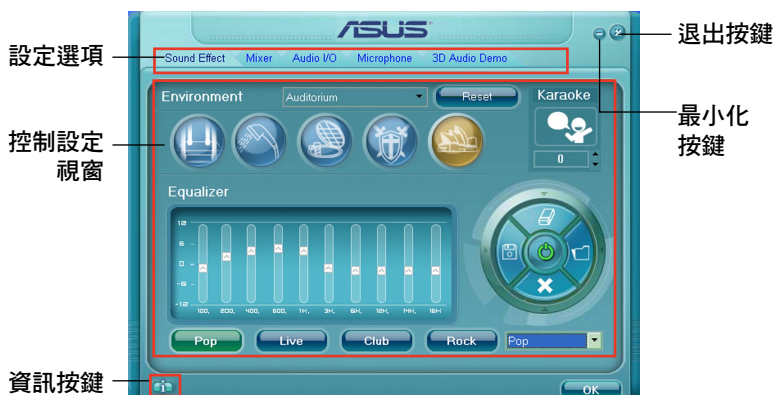 ASUS
退出按鍵
設定選項
Sound Effect Mixer Audio I/O Microphone 3D Audio Demo
Environment Auditorium Reset Karaoke
最小化
按鍵
控制設定
視窗
0
Equalizer
12
6
0
-6
-12
100, 200, 400, 600, 1K, 3K, 6K, 12K, 14K, 16K
Pop Live Club Rock Pop
資訊按鍵
i
OK